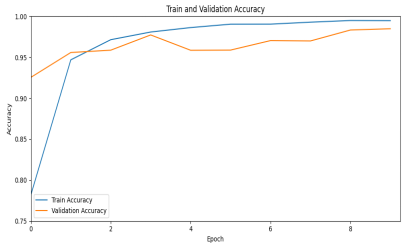 Train and Validation Accuracy
1.00
0.95
0.90
0.85
0.80
0.75
Accuracy
Train Accuracy
Validation Accuracy
0 2 4 6 8
Epoch